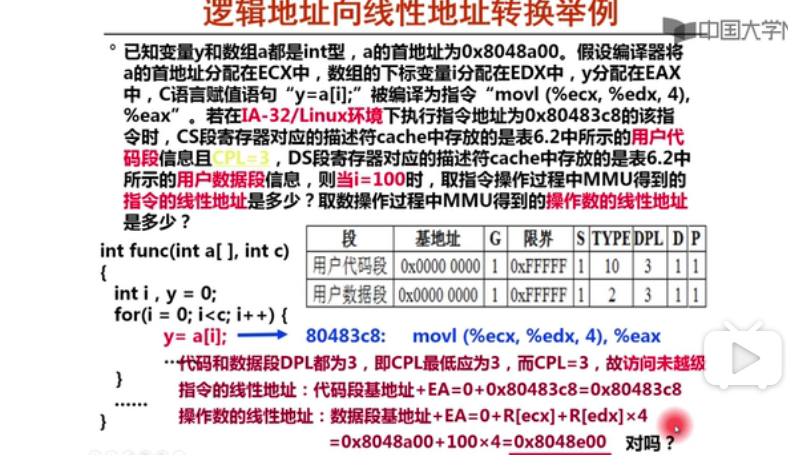 逻辑地址向线性地址转换举例
中国大学M
° 已知变量y和数组a都是int型，a的首地址为0x8048a00。假设编译器将
a的首地址分配在ECX中，数组的下标变量i分配在EDX中，y分配在EAX
中，C语言赋值语句“y=a[i];”被编译为指令“movl (%ecx, %edx, 4),
%eax”。若在IA-32/Linux环境下执行指令地址为0x80483c8的该指
令时，CS段寄存器对应的描述符cache中存放的是表6.2中所示的用户代
码段信息且CPL=3，DS段寄存器对应的描述符cache中存放的是表6.2中
所示的用户数据段信息，则当i=100时，取指令操作过程中MMU得到的
指令的线性地址是多少？取数操作过程中MMU得到的操作数的线性地址
是多少？
段 基地址 G 限界 S TYPE DPL D P
用户代码段 0x0000 0000 1 0xFFFFF 1 10 3 1 1
用户数据段 0x0000 0000 1 0xFFFFF 1 2 3 1 1
int func(int a[ ], int c)
{
int i , y = 0;
for(i = 0; i<c; i++) {
y= a[i]; 80483c8: movl (%ecx, %edx, 4), %eax
…代码和数据段DPL都为3，即CPL最低应为3，而CPL=3，故访问未越级
}
指令的线性地址：代码段基地址+EA=0+0x80483c8=0x80483c8
……
操作数的线性地址：数据段基地址+EA=0+R[ecx]+R[edx]×4
}
=0x8048a00+100×4=0x8048e00 对吗？